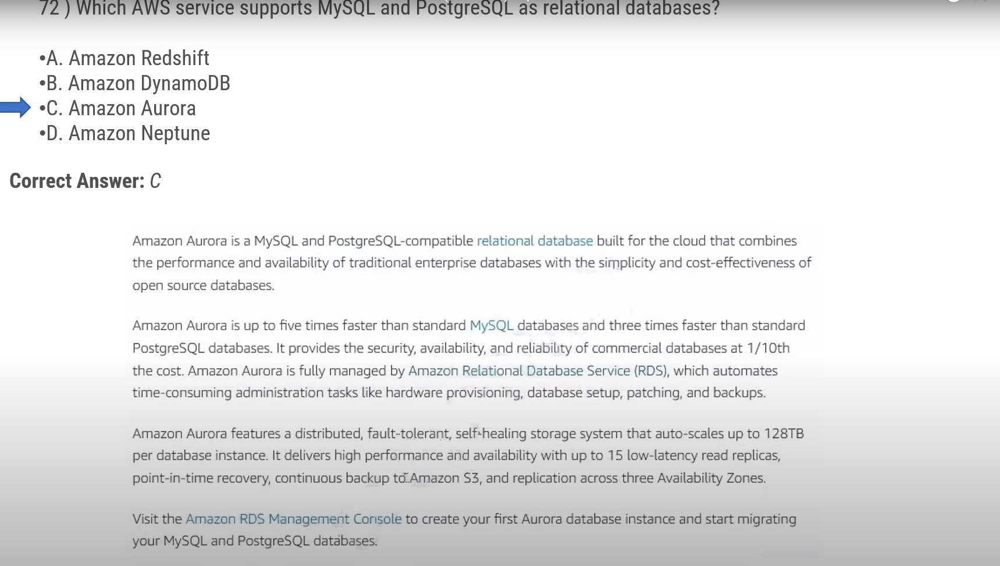 72 ) Which AWS service supports MySQL and PostgreSQL as relational databases?
•A. Amazon Redshift
•B. Amazon DynamoDB
•C. Amazon Aurora
•D. Amazon Neptune
Correct Answer: C
Amazon Aurora is a MySQL and PostgreSQL-compatible relational database built for the cloud that combines
the performance and availability of traditional enterprise databases with the simplicity and cost-effectiveness of
open source databases.
Amazon Aurora is up to five times faster than standard MySQL databases and three times faster than standard
PostgreSQL databases. It provides the security, availability, and reliability of commercial databases at 1/10th
the cost. Amazon Aurora is fully managed by Amazon Relational Database Service (RDS), which automates
time-consuming administration tasks like hardware provisioning, database setup, patching, and backups.
Amazon Aurora features a distributed, fault-tolerant, self-healing storage system that auto-scales up to 128TB
per database instance. It delivers high performance and availability with up to 15 low-latency read replicas,
point-in-time recovery, continuous backup to Amazon S3, and replication across three Availability Zones.
Visit the Amazon RDS Management Console to create your first Aurora database instance and start migrating
your MySQL and PostgreSQL databases.